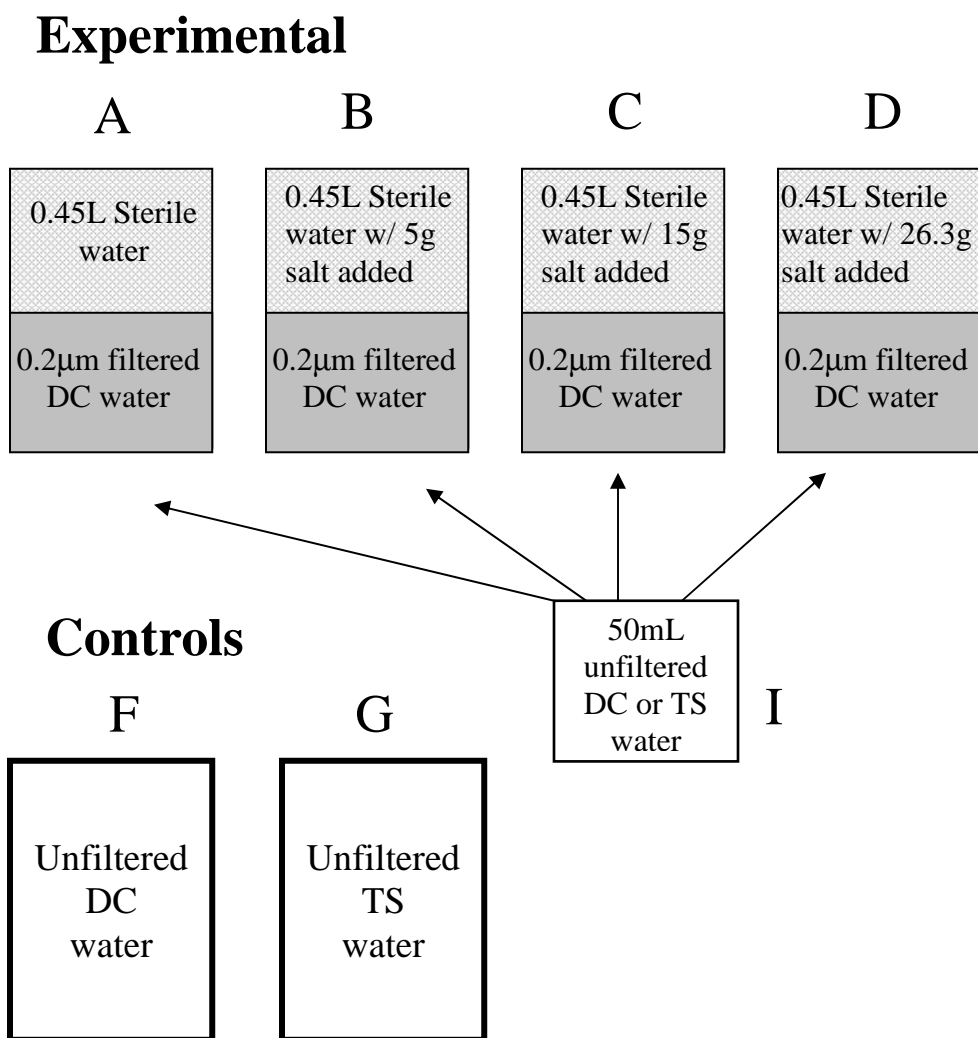 Experimental
A
B
C
D
0.45L Sterile
water
0.45L Sterile
water w/ 5g
salt added
0.45L Sterile
water w/ 15g
salt added
0.45L Sterile
water w/ 26.3g
salt added
0.2μm filtered
DC water
0.2μm filtered
DC water
0.2μm filtered
DC water
0.2μm filtered
DC water
50mL
unfiltered
DC or TS
water
I
Controls
F
G
Unfiltered
DC
water
Unfiltered
TS
water